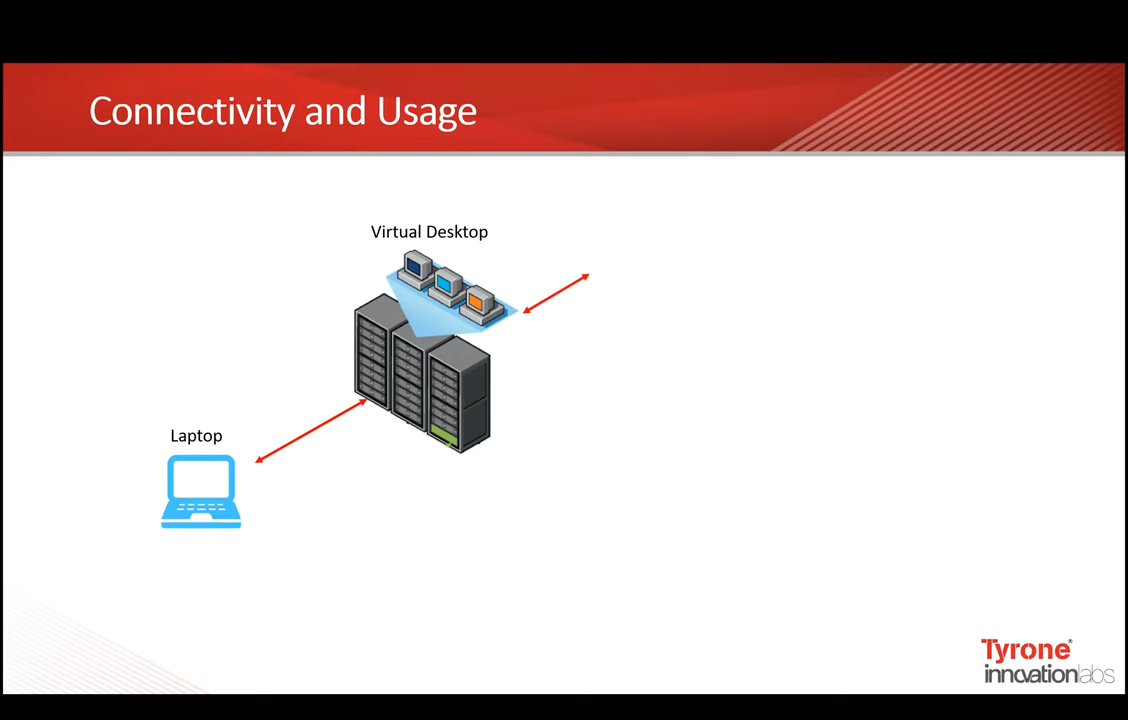 Connectivity and Usage
Virtual Desktop
Laptop
Tyrone®
innovationlabs